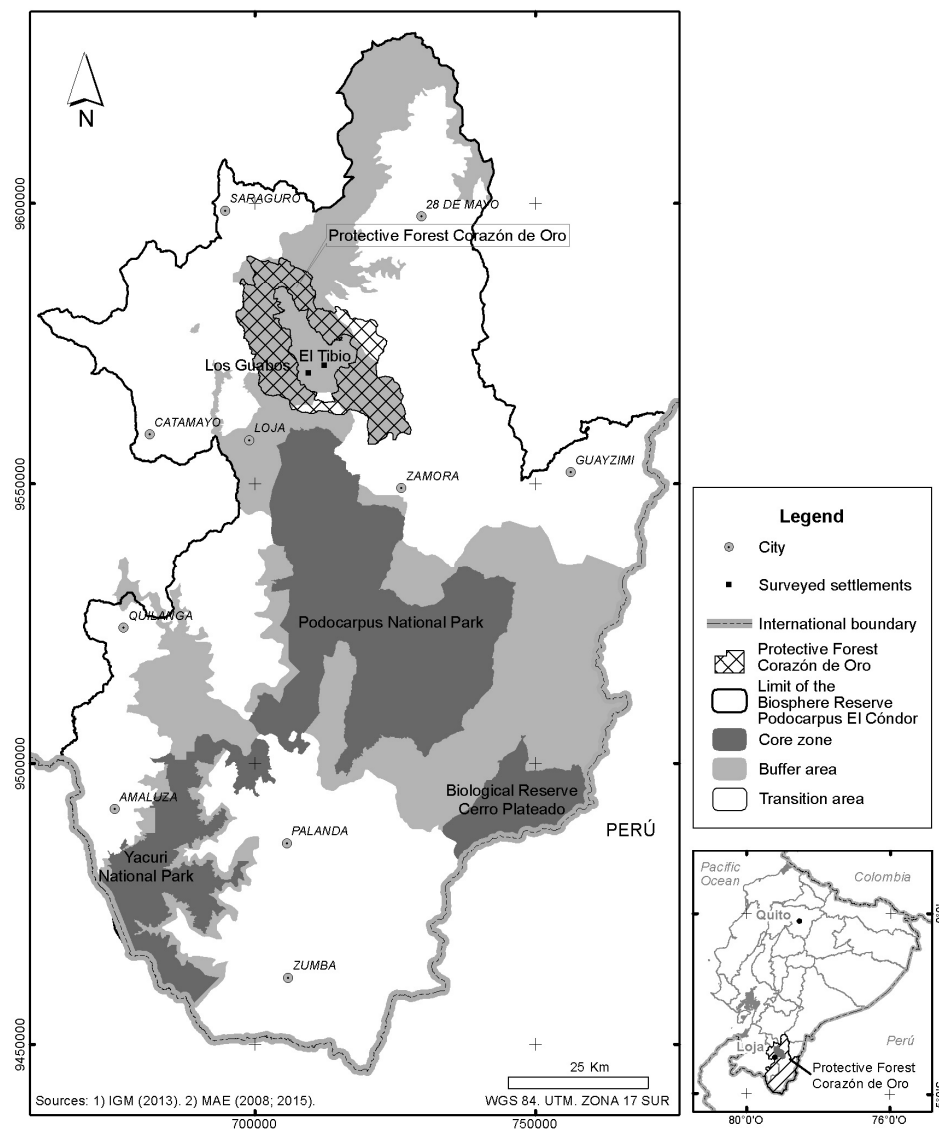 N
SARAGURO
28 DE MAYO
Protective Forest Corazón de Oro
El Tibio
Los Guabos
CATAMAYO
LOJA
ZAMORA
GUAYZIMI
QUILANGA
Podocarpus National Park
AMALUZA
Biological Reserve
Cerro Plateado
PERÚ
PALANDA
Yacuri
National Park
ZUMBA
25 Km
Sources: 1) IGM (2013). 2) MAE (2008; 2015).
WGS 84. UTM. ZONA 17 SUR
9600000
9550000
9500000
9450000
700000
750000
Legend
City
Surveyed settlements
International boundary
Protective Forest
Corazón de Oro
Limit of the
Biosphere Reserve
Podocarpus El Cóndor
Core zone
Buffer area
Transition area
Pacific
Ocean
Colombia
Quito
Perú
Loja
Protective Forest
Corazón de Oro
80°0'0"
76°0'0"